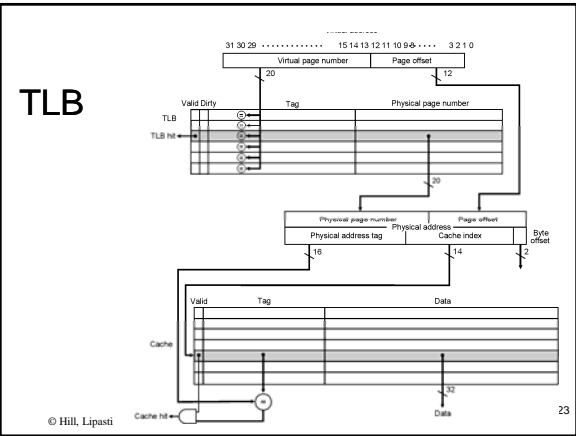 31 30 29 ·············· 15 14 13 12 11 10 9 8 ····· 3 2 1 0
Virtual page number Page offset
20 12
TLB
Valid Dirty Tag Physical page number
TLB
=
=
TLB hit =
=
=
=
20
Physical page number Page offset
Physical address
Physical address tag Cache index Byte offset
16 14 2
Valid Tag Data
Cache
32
=
Data
Cache hit
© Hill, Lipasti
23